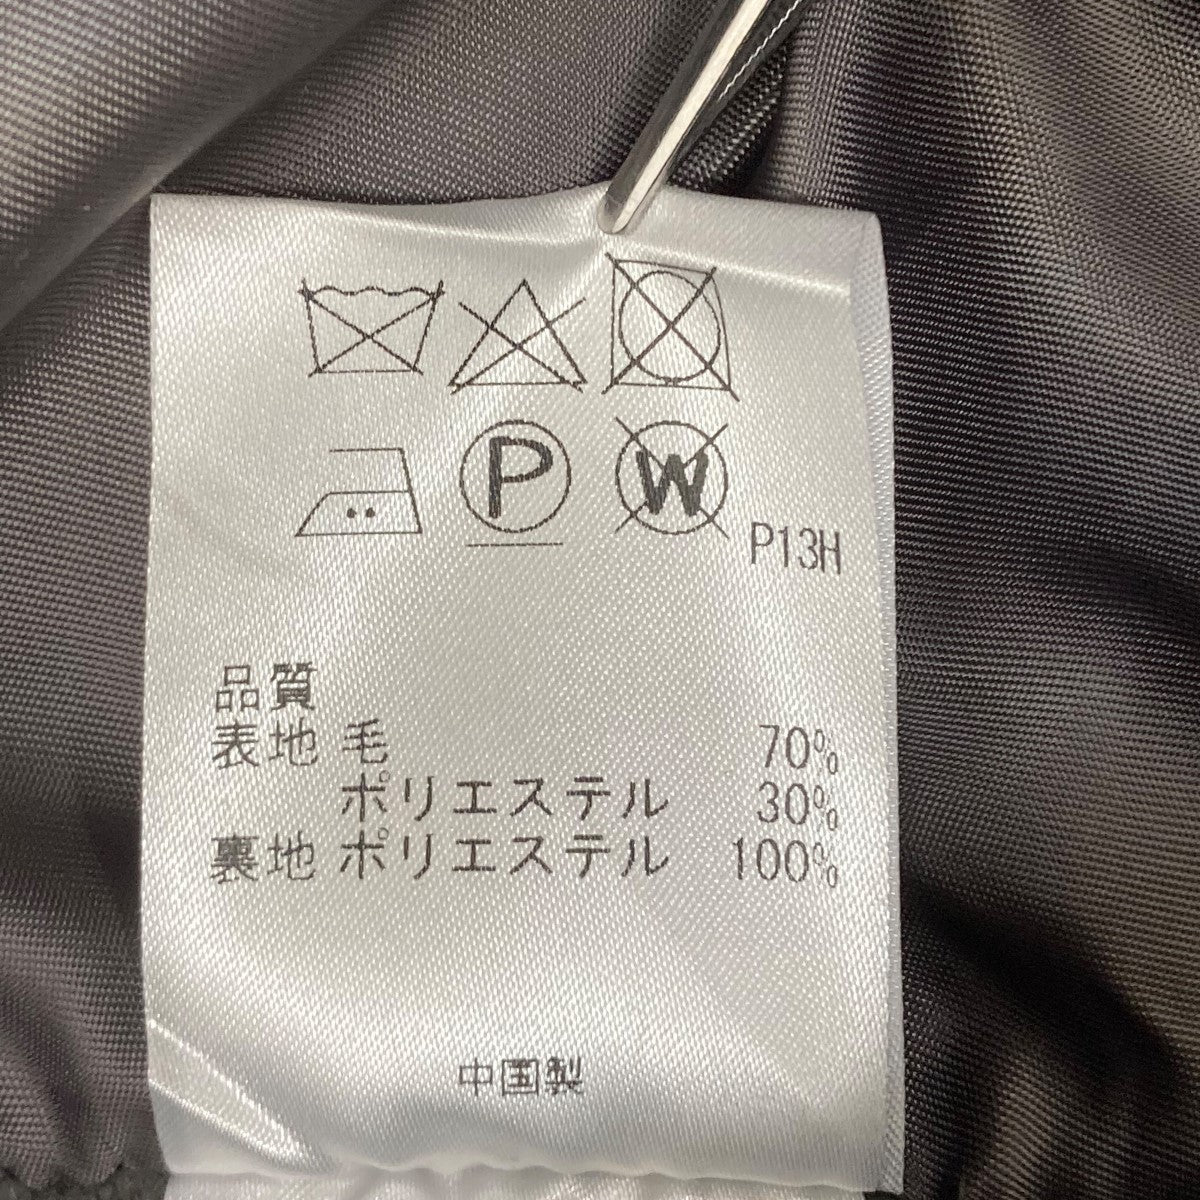 P W
P13H
品質
表地 毛 70%
ポリエステル 30%
裏地 ポリエステル 100%
中国製